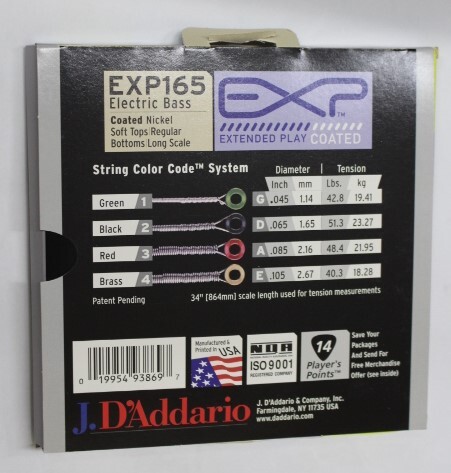 EXP165
Electric Bass
Coated Nickel
Soft Tops/Regular
Bottoms Long Scale
EXP™
EXTENDED PLAY COATED
String Color Code™ System
Diameter Tension
Inch mm Lbs. kg
Green 1 G .045 1.14 42.8 19.41
Black 2 D .065 1.65 51.3 23.27
Red 3 A .085 2.16 48.4 21.95
Brass 4 E .105 2.67 40.3 18.28
Patent Pending
34" (864mm) scale length used for tension measurements
Manufactured &
Printed in USA
NQA
ISO9001
REGISTERED COMPANY
14
Player's
Points™
Save Your
Packages
And Send For
Free Merchandise
Offer (see inside)
0 19954 93869 7
J. D'Addario
J. D'Addario & Company, Inc.
Farmingdale, NY 11735 USA
www.daddario.com